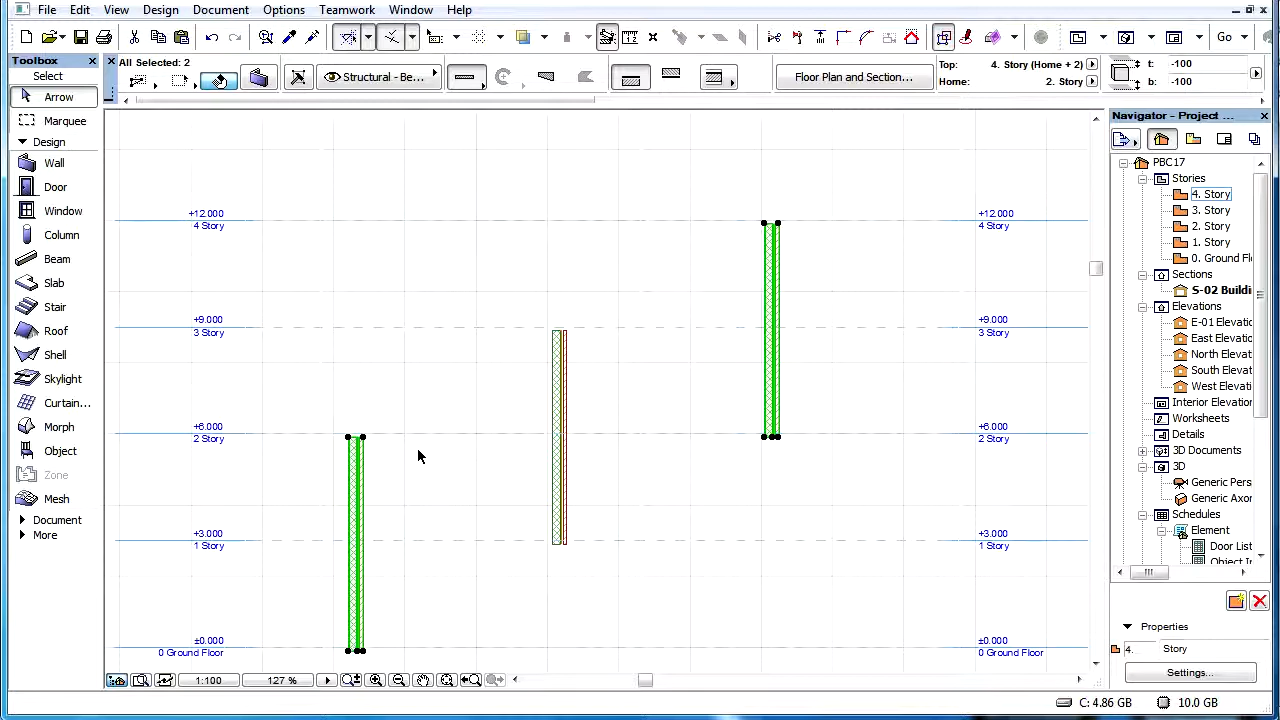 File Edit View Design Document Options Teamwork Window Help
Go
Toolbox
Select
Arrow
Marquee
Design
Wall
Door
Window
Column
Beam
Slab
Stair
Roof
Shell
Skylight
Curtain...
Morph
Object
Zone
Mesh
Document
More
All Selected: 2
Structural - Be...
Floor Plan and Section...
Top: 4. Story (Home + 2)
Home: 2. Story
t: -100
b: -100
+12.000
4 Story
+9.000
3 Story
+6.000
2 Story
+3.000
1 Story
±0.000
0 Ground Floor
+12.000
4 Story
+9.000
3 Story
+6.000
2 Story
+3.000
1 Story
±0.000
0 Ground Floor
1:100
127 %
Navigator - Project ...
PBC17
Stories
4. Story
3. Story
2. Story
1. Story
0. Ground Fl
Sections
S-02 Buildi
Elevations
E-01 Elevatio
East Elevatio
North Elevat
South Elevat
West Elevati
Interior Elevatio
Worksheets
Details
3D Documents
3D
Generic Pers
Generic Axor
Schedules
Element
Door List
Object Ir
Properties
4. Story
Settings...
C: 4.86 GB
10.0 GB